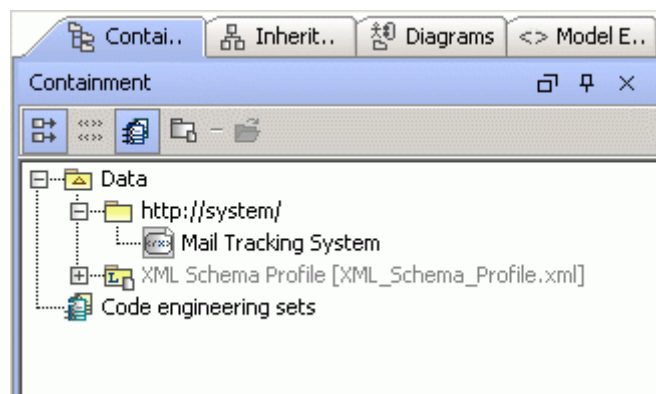 Contai..  Inherit..  Diagrams  <> Model E..
Containment
Data
http://system/
Mail Tracking System
XML Schema Profile [XML_Schema_Profile.xml]
Code engineering sets